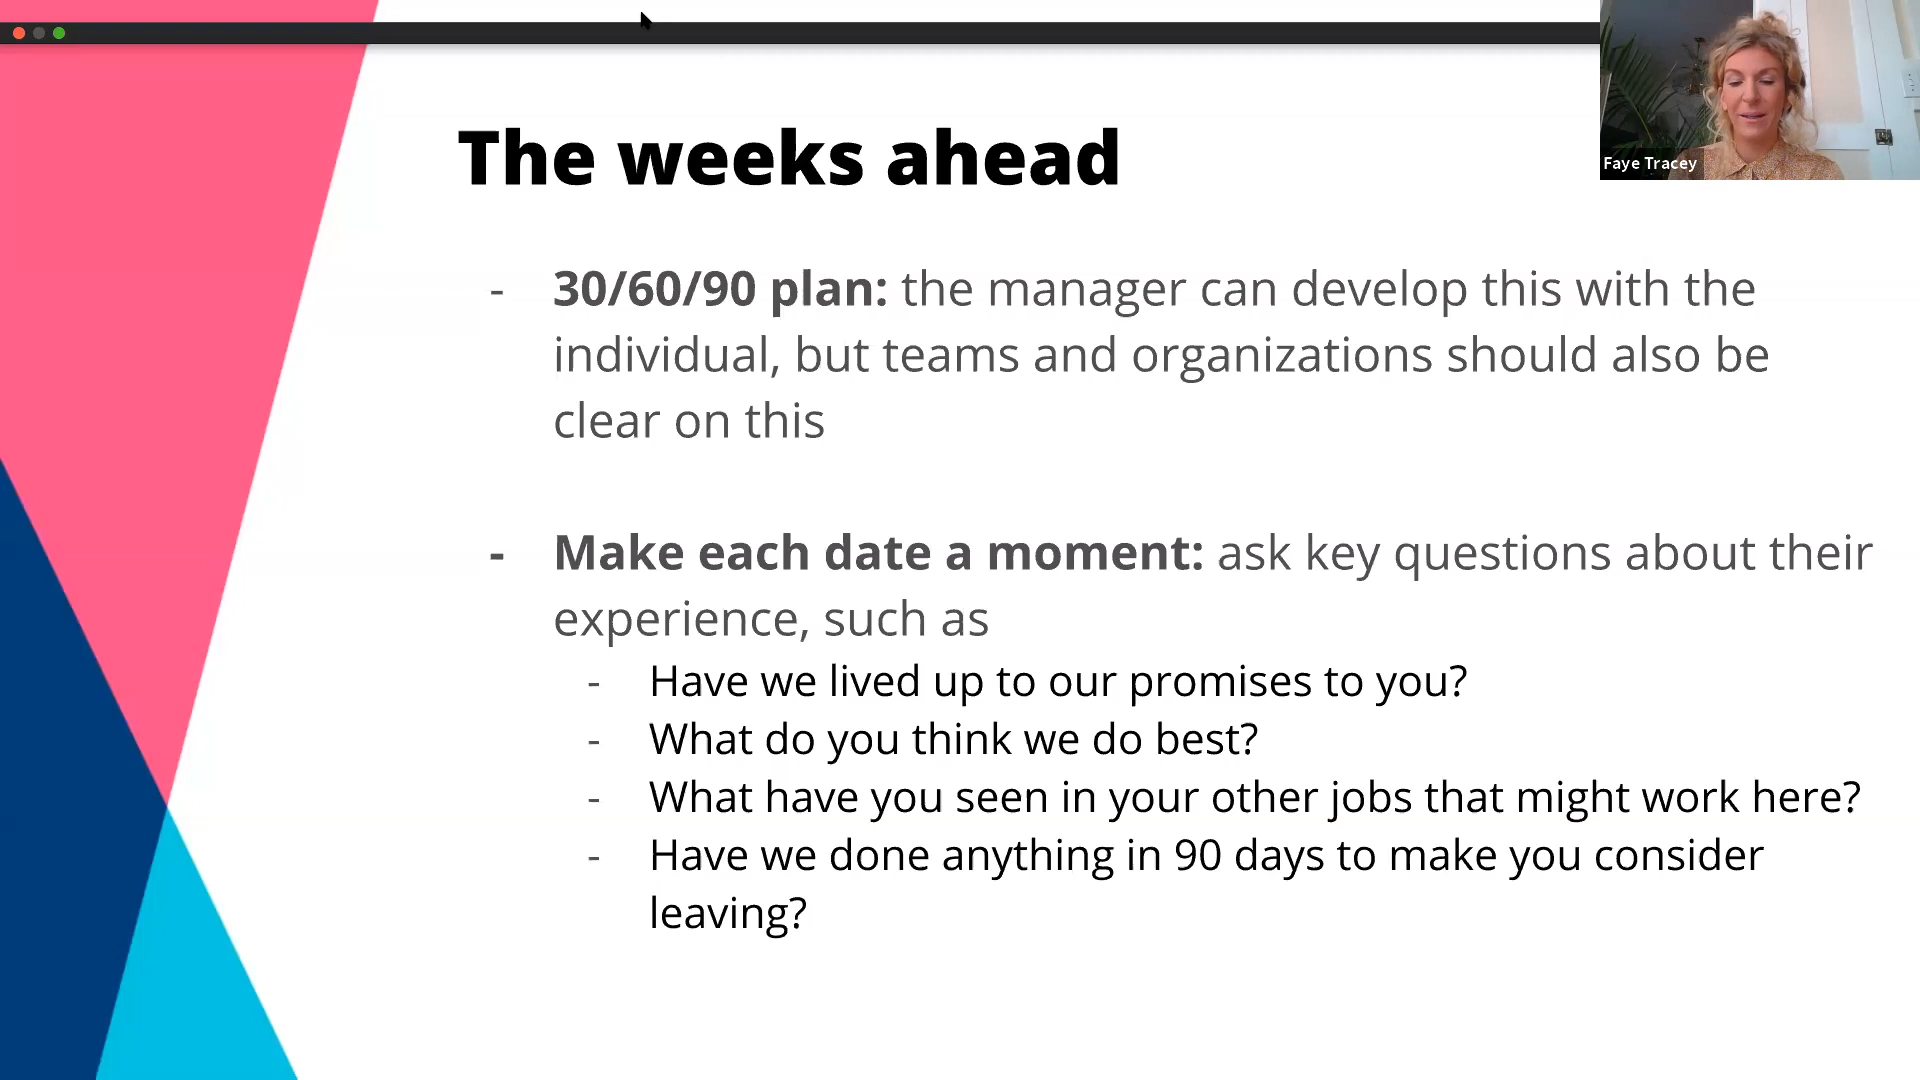 The weeks ahead
Faye Tracey
- 30/60/90 plan: the manager can develop this with the
individual, but teams and organizations should also be
clear on this
- Make each date a moment: ask key questions about their
experience, such as
- Have we lived up to our promises to you?
- What do you think we do best?
- What have you seen in your other jobs that might work here?
- Have we done anything in 90 days to make you consider
leaving?